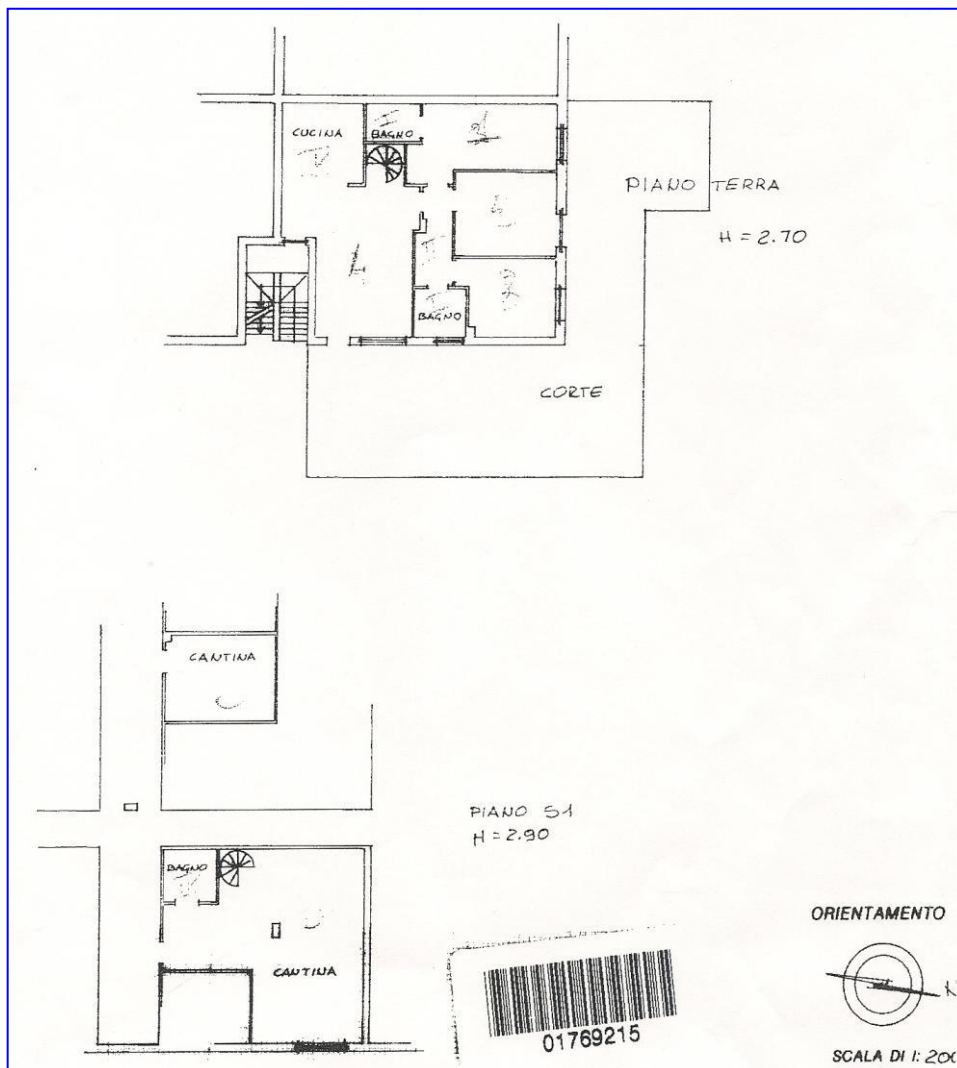 CUCINA
BAGNO
PIANO TERRA
H = 2.70
BAGNO
CORTE
CANTINA
PIANO S1
H = 2.90
BAGNO
CANTINA
ORIENTAMENTO
N
01769215
SCALA DI 1: 200